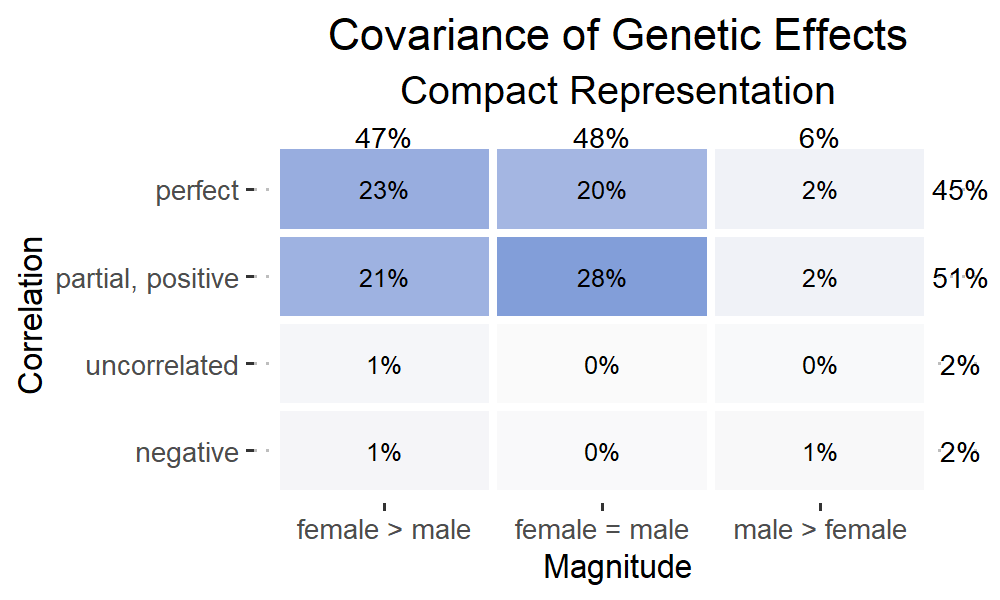 Covariance of Genetic Effects
Compact Representation
47% 48% 6%
perfect 23% 20% 2% 45%
partial, positive 21% 28% 2% 51%
uncorrelated 1% 0% 0% 2%
negative 1% 0% 1% 2%
female > male female = male male > female
Magnitude
Correlation